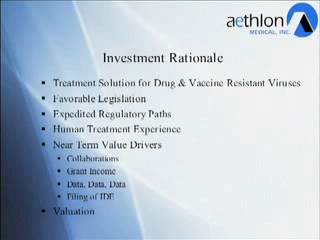 aethlon
MEDICAL, INC.
Investment Rationale
Treatment Solution for Drug & Vaccine Resistant Viruses
Favorable Legislation
Expedited Regulatory Paths
Human Treatment Experience
Near Term Value Drivers
Collaborations
Grant Income
Data, Data, Data
Filing of IDE
Valuation